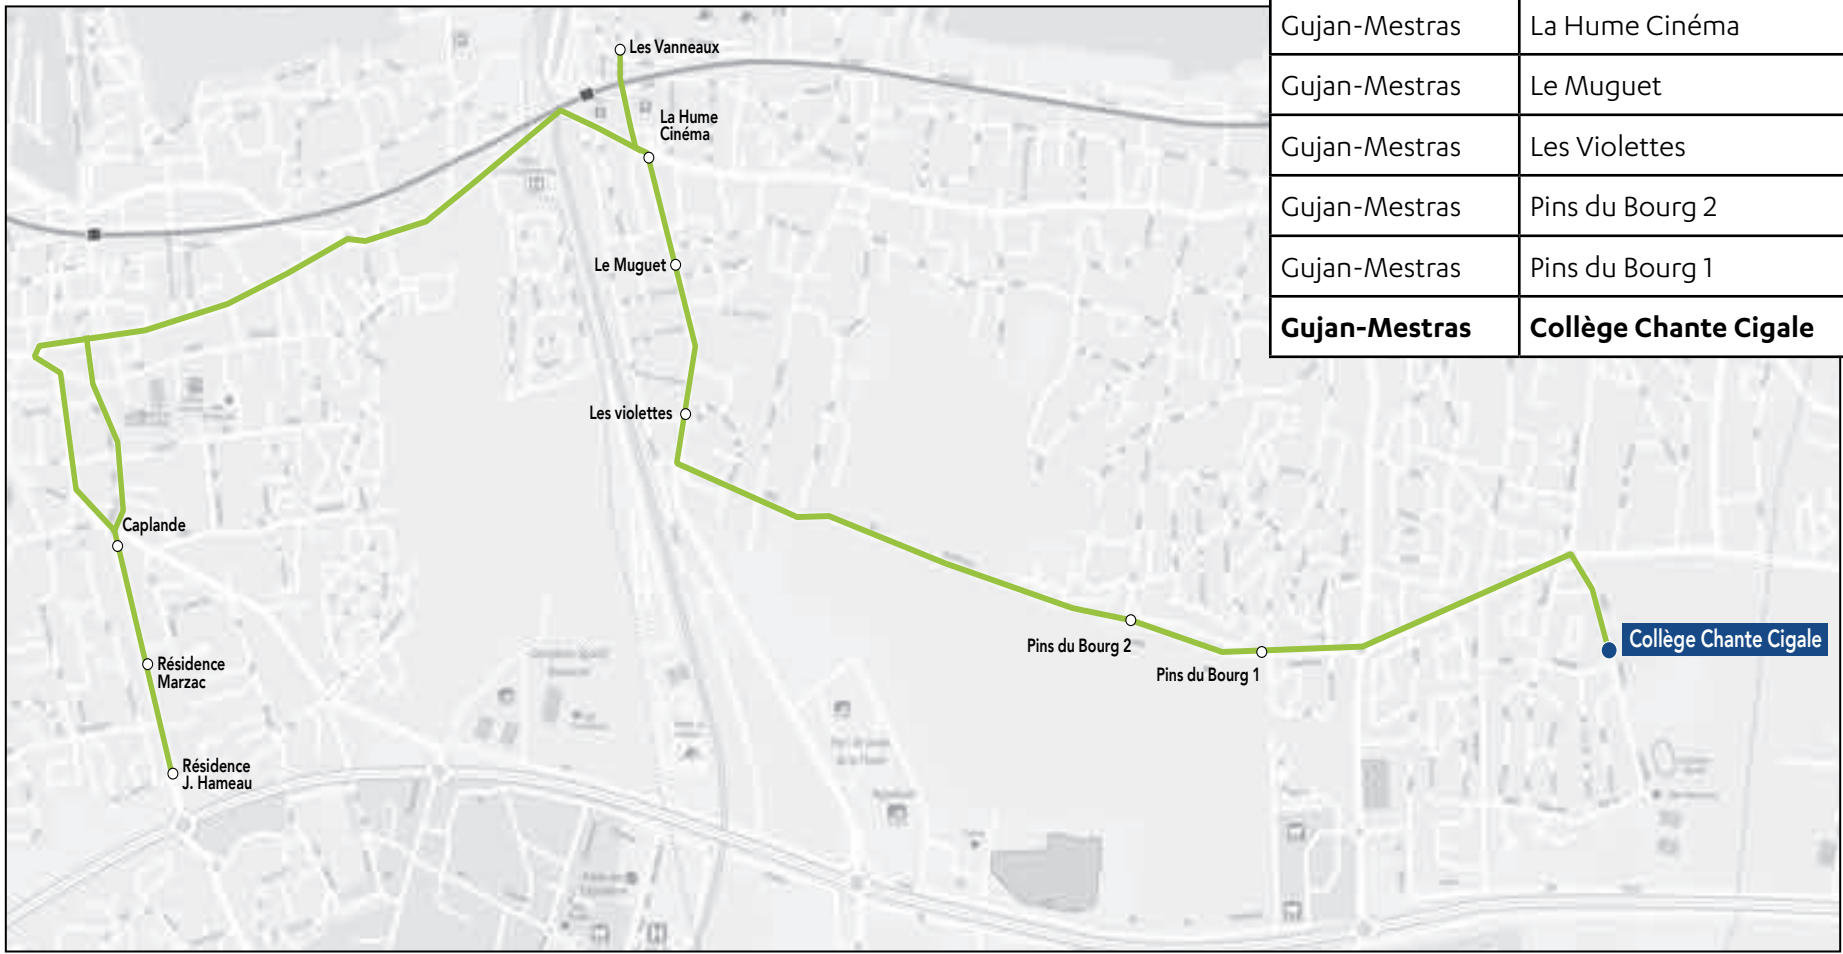 Gujan-Mestras La Hume Cinéma
Gujan-Mestras Le Muguet
Gujan-Mestras Les Violettes
Gujan-Mestras Pins du Bourg 2
Gujan-Mestras Pins du Bourg 1
Gujan-Mestras Collège Chante Cigale
Les Vanneaux
La Hume
Cinéma
Le Muguet
Les violettes
Caplande
Résidence
Marzac
Résidence
J. Hameau
Pins du Bourg 2
Pins du Bourg 1
Collège Chante Cigale